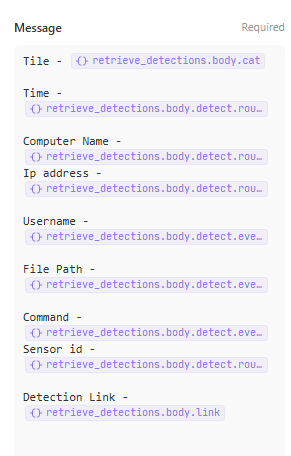 Message Required
Tile - {} retrieve_detections.body.cat
Time -
{} retrieve_detections.body.detect.rou…
Computer Name -
{} retrieve_detections.body.detect.rou…
Ip address -
{} retrieve_detections.body.detect.rou…
Username -
{} retrieve_detections.body.detect.eve…
File Path -
{} retrieve_detections.body.detect.eve…
Command -
{} retrieve_detections.body.detect.eve…
Sensor id -
{} retrieve_detections.body.detect.rou…
Detection Link -
{} retrieve_detections.body.link